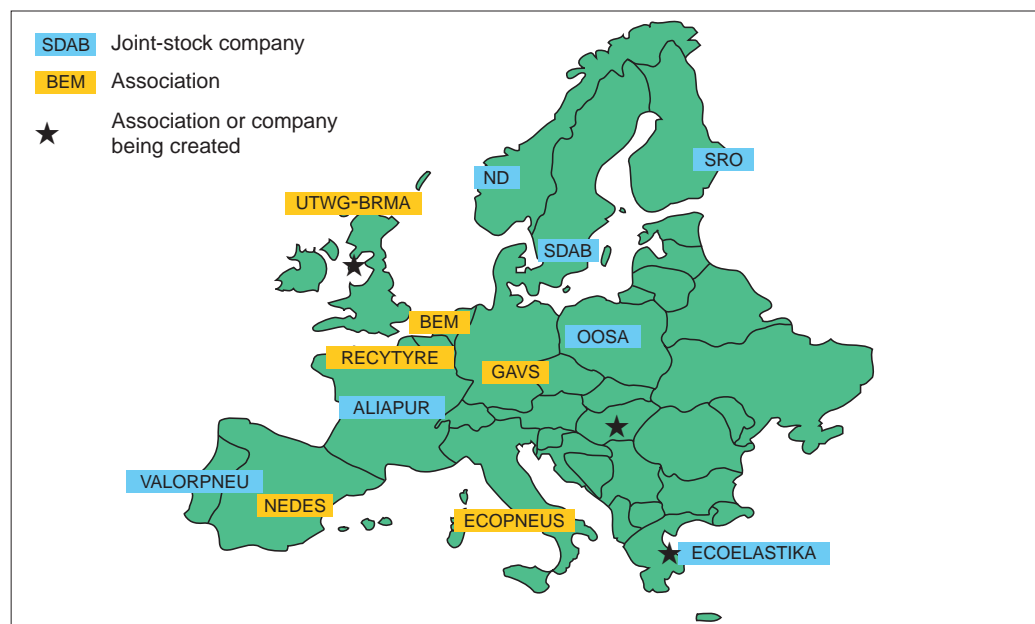 SDAB Joint-stock company
BEM Association
Association or company
being created
SRO
ND
UTWG-BRMA
SDAB
BEM
OOSA
RECYTYRE
GAVS
ALIAPUR
VALORPNEU
NEDES
ECOPNEUS
ECOELASTIKA